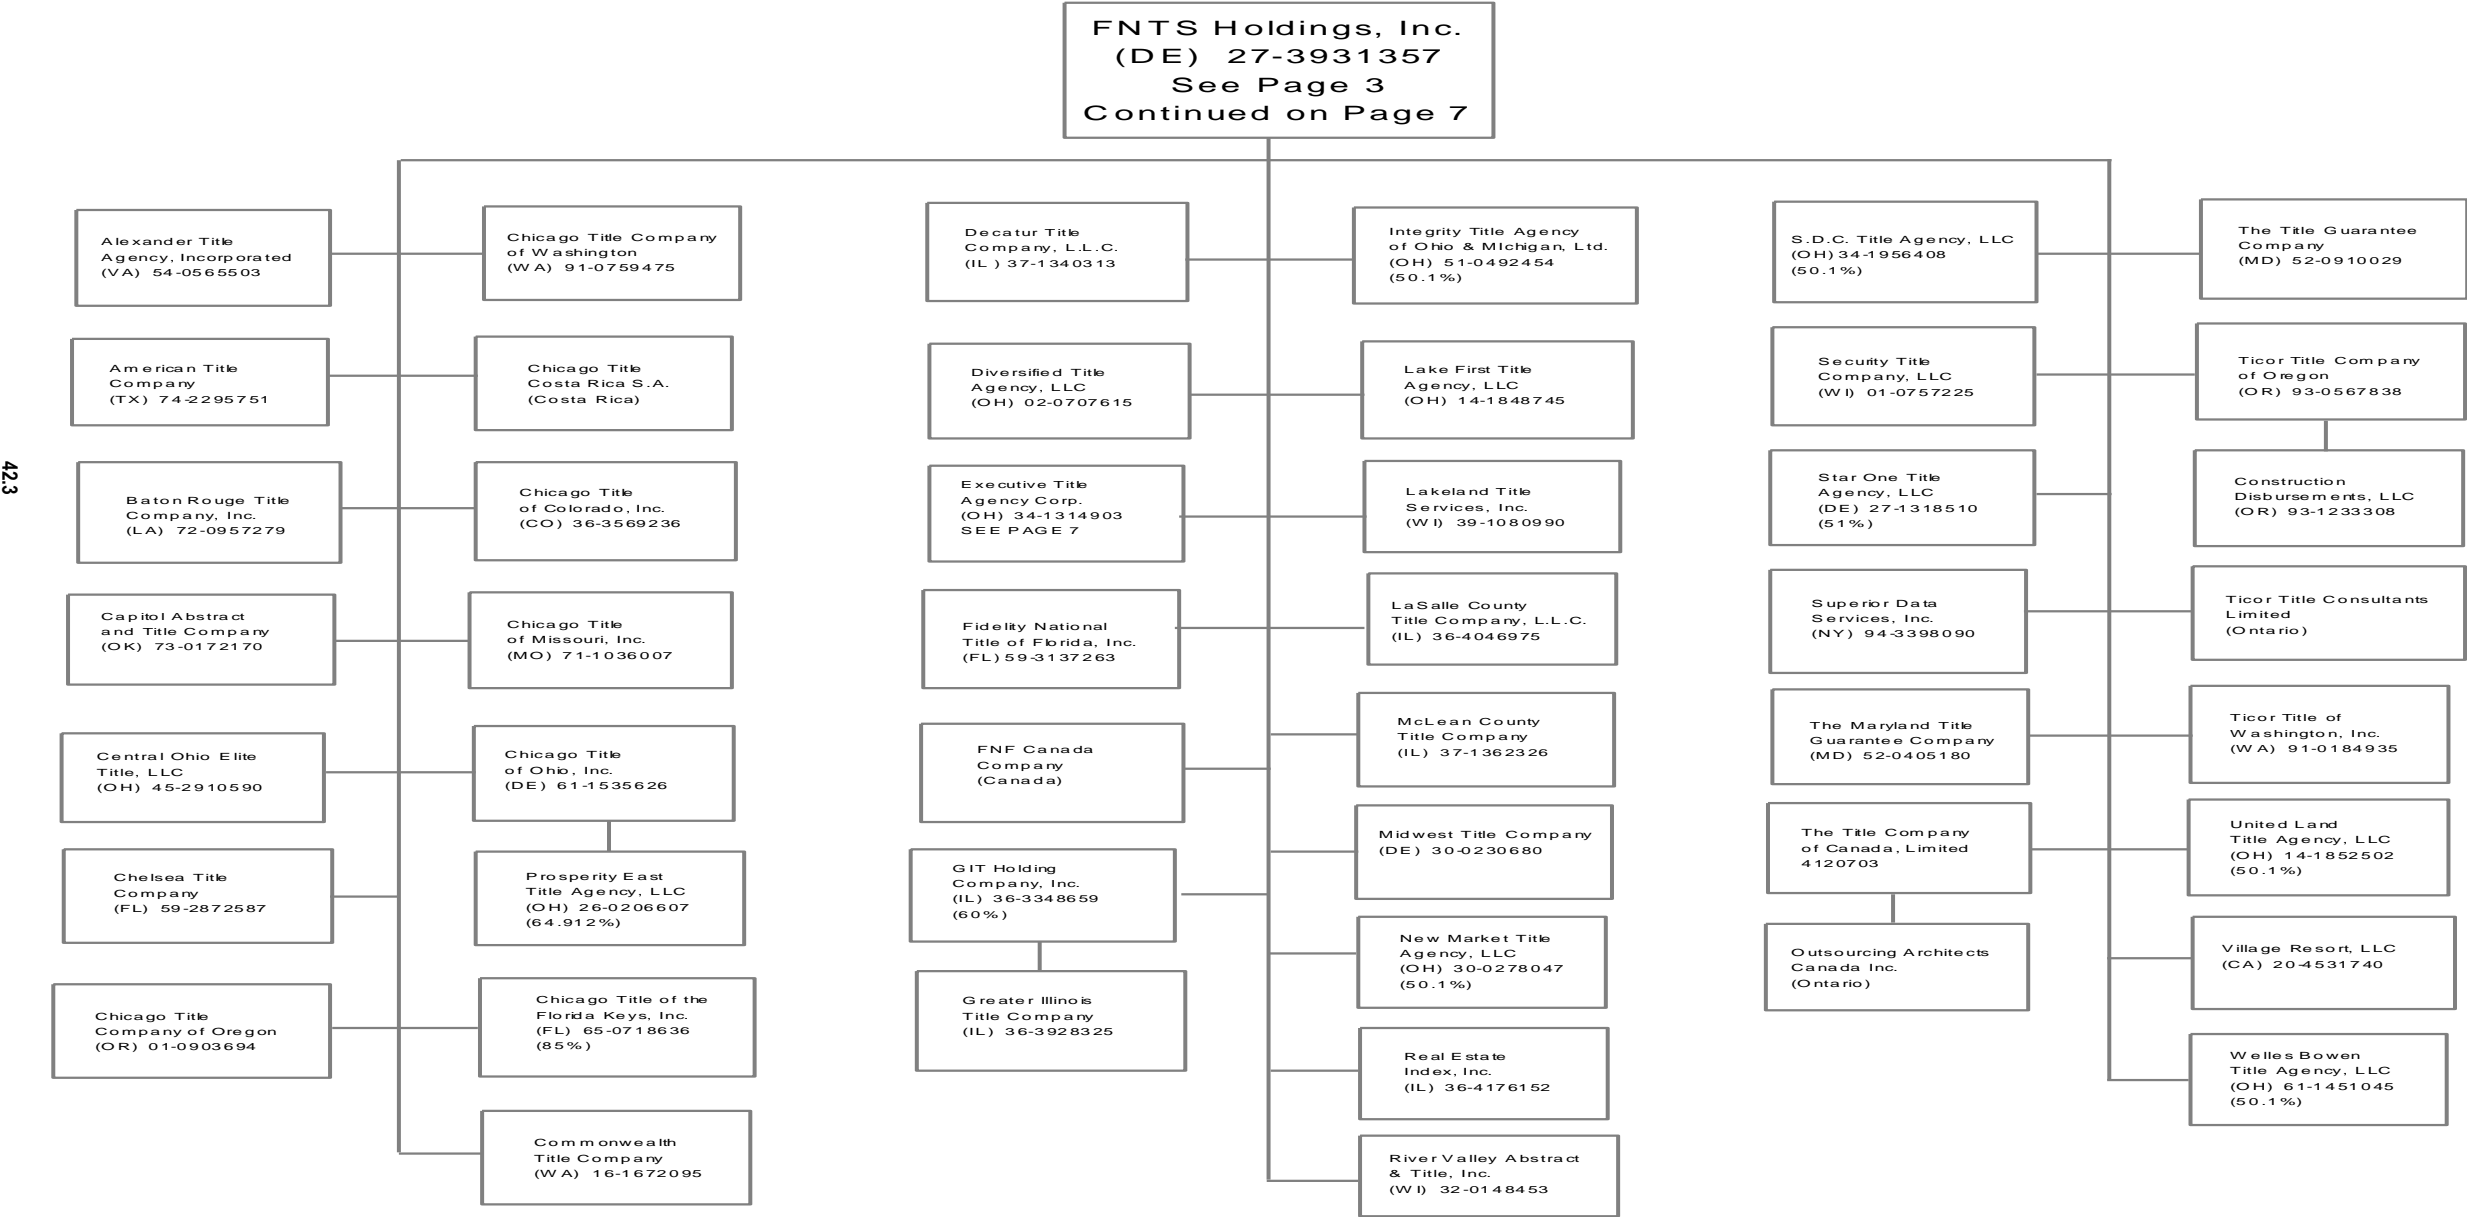 FNTS Holdings, Inc.
(DE) 27-3931357
See Page 3
Continued on Page 7
Alexander Title
Agency, Incorporated
(VA) 54-0565503
American Title
Company
(TX) 74-2295751
Baton Rouge Title
Company, Inc.
(LA) 72-0957279
Capitol Abstract
and Title Company
(OK) 73-0172170
Central Ohio Elite
Title, LLC
(OH) 45-2910590
Chelsea Title
Company
(FL) 59-2872587
Chicago Title
Company of Oregon
(OR) 01-0903694
Chicago Title Company
of Washington
(WA) 91-0759475
Chicago Title
Costa Rica S.A.
(Costa Rica)
Chicago Title
of Colorado, Inc.
(CO) 36-3569236
Chicago Title
of Missouri, Inc.
(MO) 71-1036007
Chicago Title
of Ohio, Inc.
(DE) 61-1535626
Prosperity East
Title Agency, LLC
(OH) 26-0206607
(64.912%)
Chicago Title of the
Florida Keys, Inc.
(FL) 65-0718636
(85%)
Commonwealth
Title Company
(WA) 16-1672095
Decatur Title
Company, L.L.C.
(IL ) 37-1340313
Diversified Title
Agency, LLC
(OH) 02-0707615
Executive Title
Agency Corp.
(OH) 34-1314903
SEE PAGE 7
Fidelity National
Title of Florida, Inc.
(FL) 59-3137263
FNF Canada
Company
(Canada)
GIT Holding
Company, Inc.
(IL) 36-3348659
(60%)
Greater Illinois
Title Company
(IL) 36-3928325
Integrity Title Agency
of Ohio & MIchigan, Ltd.
(OH) 51-0492454
(50.1%)
Lake First Title
Agency, LLC
(OH) 14-1848745
Lakeland Title
Services, Inc.
(WI) 39-1080990
LaSalle County
Title Company, L.L.C.
(IL) 36-4046975
McLean County
Title Company
(IL) 37-1362326
Midwest Title Company
(DE) 30-0230680
New Market Title
Agency, LLC
(OH) 30-0278047
(50.1%)
Real Estate
Index, Inc.
(IL) 36-4176152
River Valley Abstract
& Title, Inc.
(WI) 32-0148453
S.D.C. Title Agency, LLC
(OH) 34-1956408
(50.1%)
Security Title
Company, LLC
(WI) 01-0757225
Star One Title
Agency, LLC
(DE) 27-1318510
(51%)
Superior Data
Services, Inc.
(NY) 94-3398090
The Maryland Title
Guarantee Company
(MD) 52-0405180
The Title Company
of Canada, Limited
4120703
Outsourcing Architects
Canada Inc.
(Ontario)
The Title Guarantee
Company
(MD) 52-0910029
Ticor Title Company
of Oregon
(OR) 93-0567838
Construction
Disbursements, LLC
(OR) 93-1233308
Ticor Title Consultants
Limited
(Ontario)
Ticor Title of
Washington, Inc.
(WA) 91-0184935
United Land
Title Agency, LLC
(OH) 14-1852502
(50.1%)
Village Resort, LLC
(CA) 20-4531740
Welles Bowen
Title Agency, LLC
(OH) 61-1451045
(50.1%)
42.3